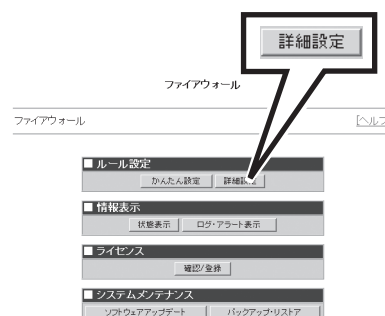 詳細設定
ファイアウォール
ファイアウォール [ヘルプ
■ ルール設定
かんたん設定 詳細設定
■ 情報表示
状態表示 ログ・アラート表示
■ ライセンス
確認/登録
■ システムメンテナンス
ソフトウェアアップデート バックアップ・リストア